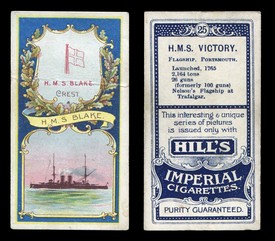 H.M.S BLAKE
CREST
H.M.S BLAKE.
25
H.M.S. VICTORY.
FLAGSHIP, PORTSMOUTH.
Launched, 1765
2,164 tons
26 guns
(formerly 100 guns)
Nelson's Flagship at
Trafalgar.
This interesting & unique
series of pictures
is issued only with
HILL'S
IMPERIAL
CIGARETTES.
PURITY GUARANTEED.